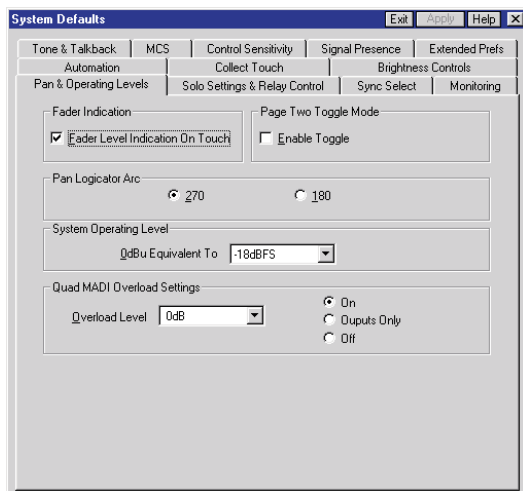 System Defaults Exit Apply Help X
Tone & Talkback MCS Control Sensitivity Signal Presence Extended Prefs
Automation Collect Touch Brightness Controls
Pan & Operating Levels Solo Settings & Relay Control Sync Select Monitoring
Fader Indication Page Two Toggle Mode
Fader Level Indication On Touch Enable Toggle
Pan Logicator Arc
270 180
System Operating Level
0dBu Equivalent To -18dBFS
Quad MADI Overload Settings
On
Overload Level 0dB Ouputs Only
Off